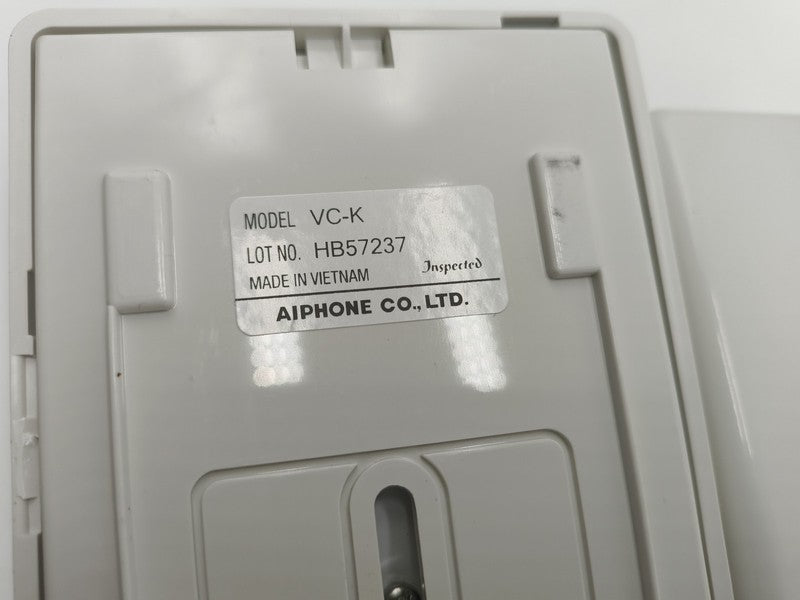 MODEL VC-K
LOT NO. HB57237
MADE IN VIETNAM Inspected
AIPHONE CO., LTD.